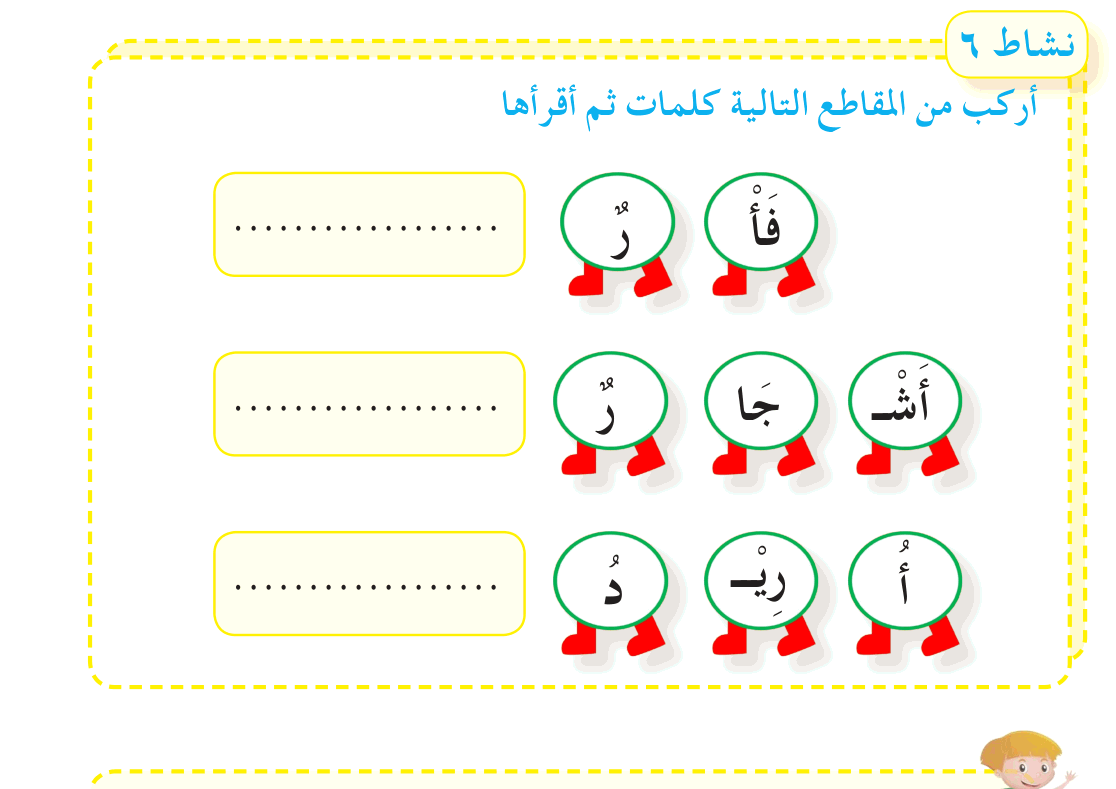 نشاط ٦
أركب من المقاطع التالية كلمات ثم أقرأها
فَأْ رٌ ..................
أَشْـ جَا رٌ ..................
أُ رِيْـ دُ ..................